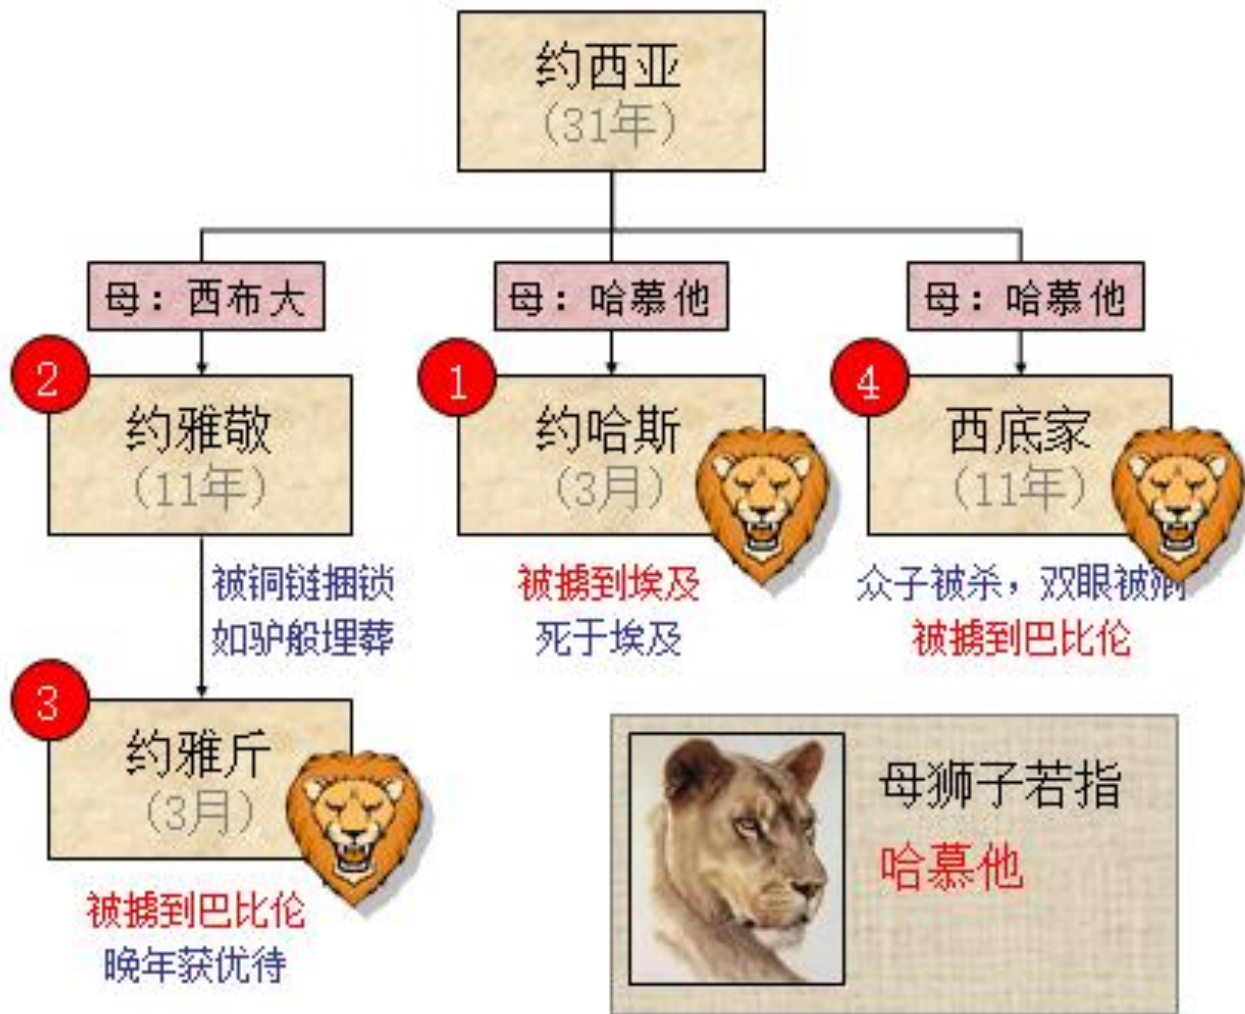 约西亚
(31年)
母：西布大
母：哈慕他
母：哈慕他
2
约雅敬
(11年)
1
约哈斯
(3月)
4
西底家
(11年)
被铜链捆锁
如驴般埋葬
被掳到埃及
死于埃及
众子被杀，双眼被剜
被掳到巴比伦
3
约雅斤
(3月)
被掳到巴比伦
晚年获优待
母狮子若指
哈慕他